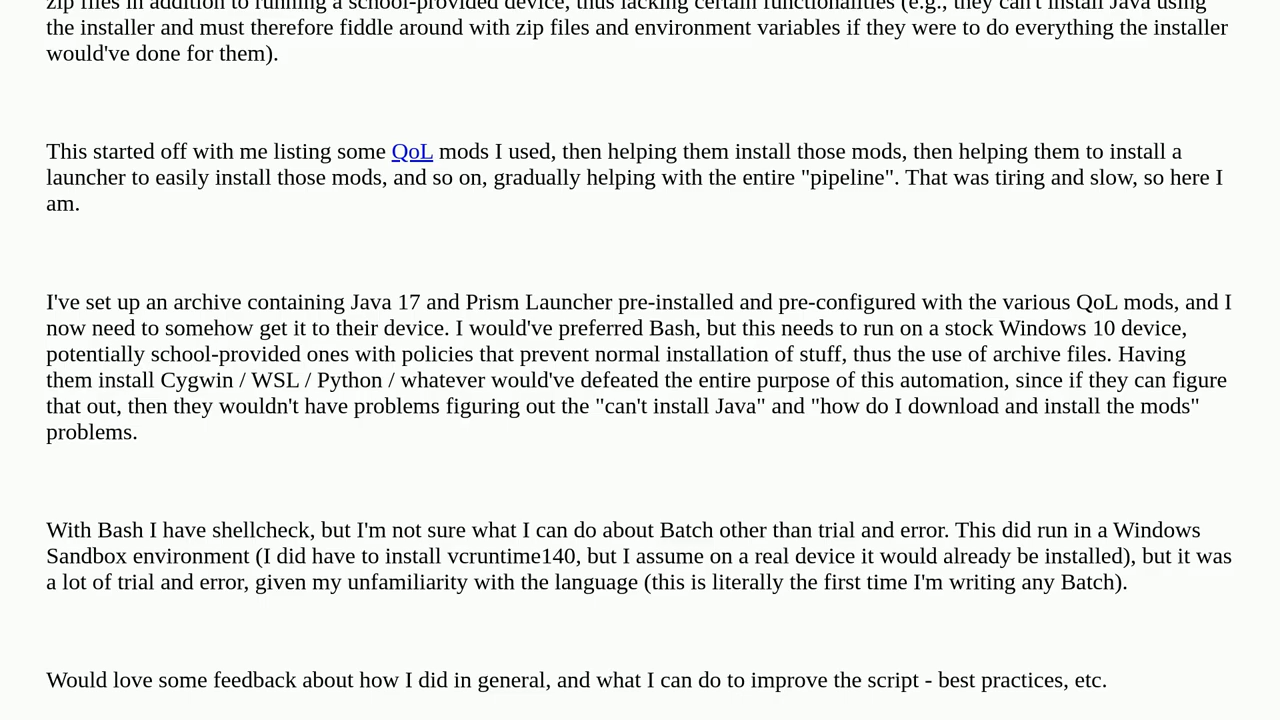 zip files in addition to running a school-provided device, thus lacking certain functionalities (e.g., they can't install Java using
the installer and must therefore fiddle around with zip files and environment variables if they were to do everything the installer
would've done for them).
This started off with me listing some QoL mods I used, then helping them install those mods, then helping them to install a
launcher to easily install those mods, and so on, gradually helping with the entire "pipeline". That was tiring and slow, so here I
am.
I've set up an archive containing Java 17 and Prism Launcher pre-installed and pre-configured with the various QoL mods, and I
now need to somehow get it to their device. I would've preferred Bash, but this needs to run on a stock Windows 10 device,
potentially school-provided ones with policies that prevent normal installation of stuff, thus the use of archive files. Having
them install Cygwin / WSL / Python / whatever would've defeated the entire purpose of this automation, since if they can figure
that out, then they wouldn't have problems figuring out the "can't install Java" and "how do I download and install the mods"
problems.
With Bash I have shellcheck, but I'm not sure what I can do about Batch other than trial and error. This did run in a Windows
Sandbox environment (I did have to install vcruntime140, but I assume on a real device it would already be installed), but it was
a lot of trial and error, given my unfamiliarity with the language (this is literally the first time I'm writing any Batch).
Would love some feedback about how I did in general, and what I can do to improve the script - best practices, etc.